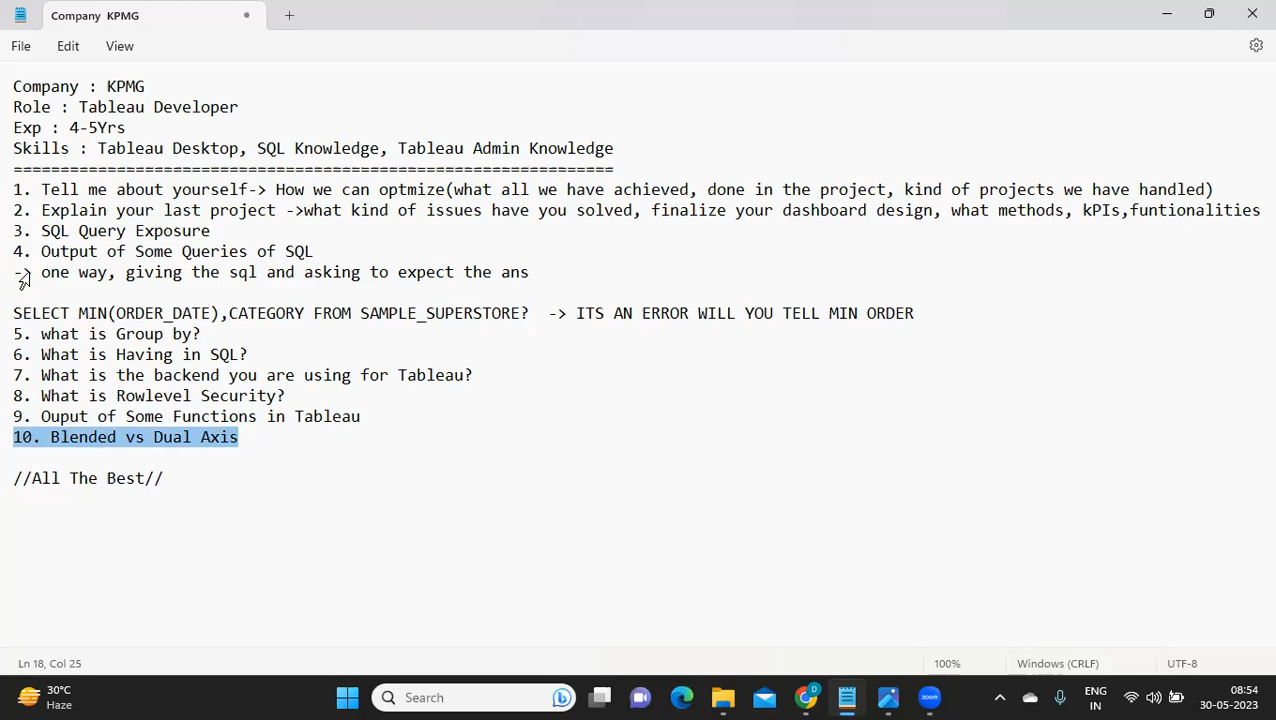 Company KPMG
File Edit View
Company : KPMG
Role : Tableau Developer
Exp : 4-5Yrs
Skills : Tableau Desktop, SQL Knowledge, Tableau Admin Knowledge
================================================================
1. Tell me about yourself-> How we can optmize(what all we have achieved, done in the project, kind of projects we have handled)
2. Explain your last project ->what kind of issues have you solved, finalize your dashboard design, what methods, kPIs,funtionalities
3. SQL Query Exposure
4. Output of Some Queries of SQL
-> one way, giving the sql and asking to expect the ans
SELECT MIN(ORDER_DATE),CATEGORY FROM SAMPLE_SUPERSTORE?  -> ITS AN ERROR WILL YOU TELL MIN ORDER
5. what is Group by?
6. What is Having in SQL?
7. What is the backend you are using for Tableau?
8. What is Rowlevel Security?
9. Ouput of Some Functions in Tableau
10. Blended vs Dual Axis
//All The Best//
Ln 18, Col 25 100% Windows (CRLF) UTF-8
30°C
Haze
Search
zoom
ENG
IN
08:54
30-05-2023